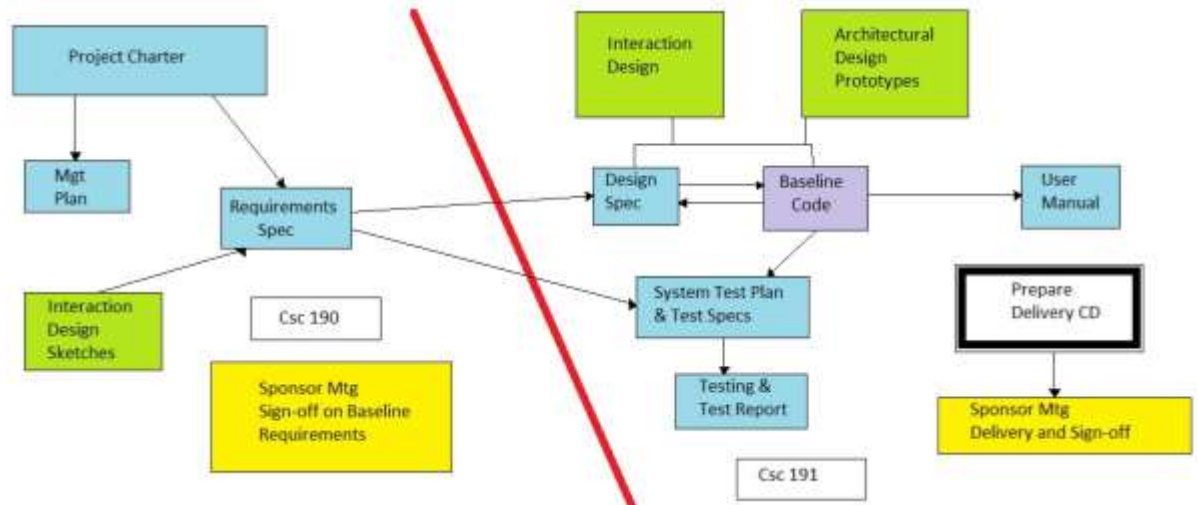 Project Charter
Mgt
Plan
Requirements
Spec
Interaction
Design
Sketches
Csc 190
Sponsor Mtg
Sign-off on Baseline
Requirements
Interaction
Design
Architectural
Design
Prototypes
Design
Spec
Baseline
Code
User
Manual
System Test Plan
& Test Specs
Testing &
Test Report
Prepare
Delivery CD
Sponsor Mtg
Delivery and Sign-off
Csc 191